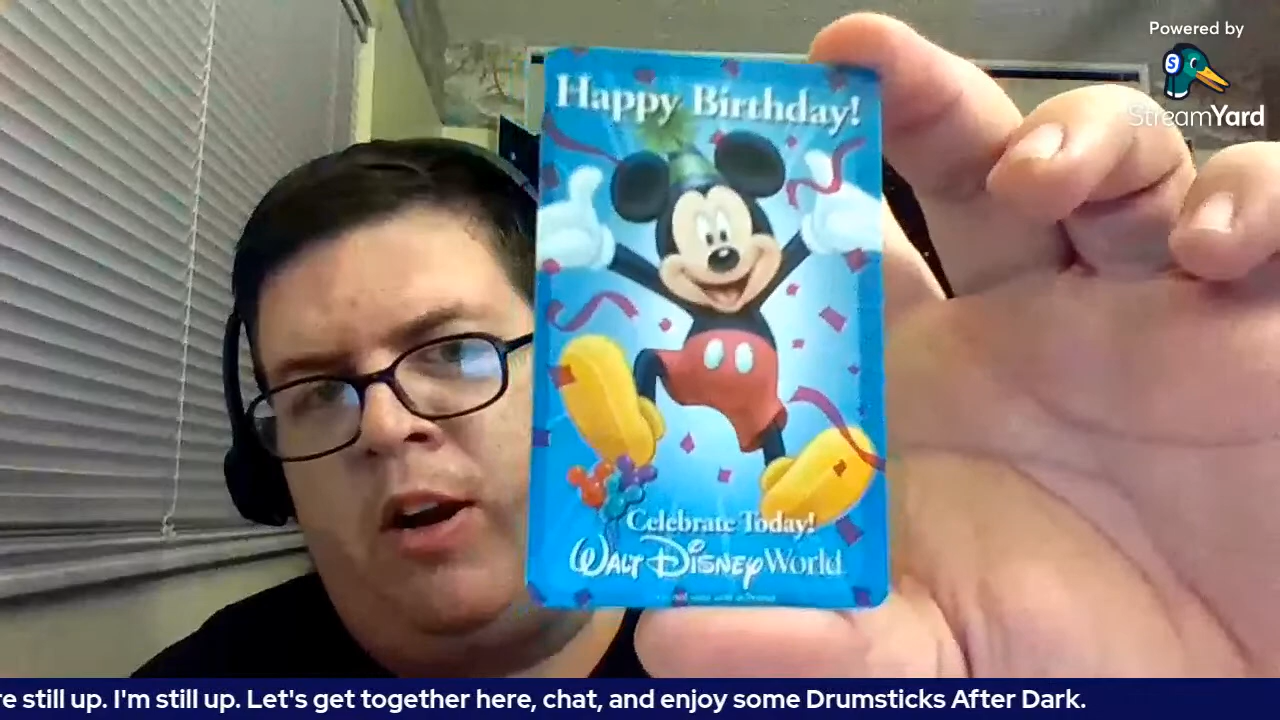 Powered by
S
StreamYard
Happy Birthday!
Celebrate Today!
WALT DISNEY World
re still up. I'm still up. Let's get together here, chat, and enjoy some Drumsticks After Dark.